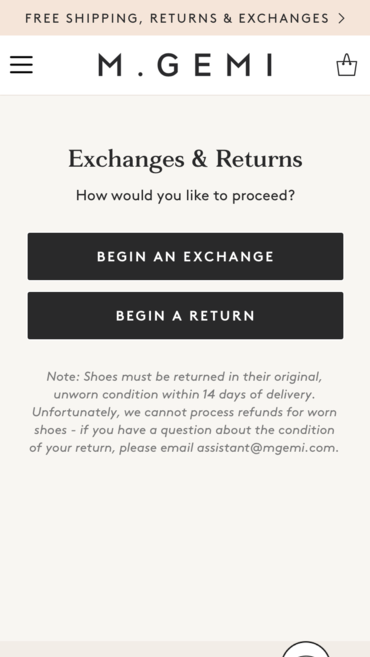 FREE SHIPPING, RETURNS & EXCHANGES
M.GEMI
Exchanges & Returns
How would you like to proceed?
BEGIN AN EXCHANGE
BEGIN A RETURN
Note: Shoes must be returned in their original,
unworn condition within 14 days of delivery.
Unfortunately, we cannot process refunds for worn
shoes - if you have a question about the condition
of your return, please email assistant@mgemi.com.